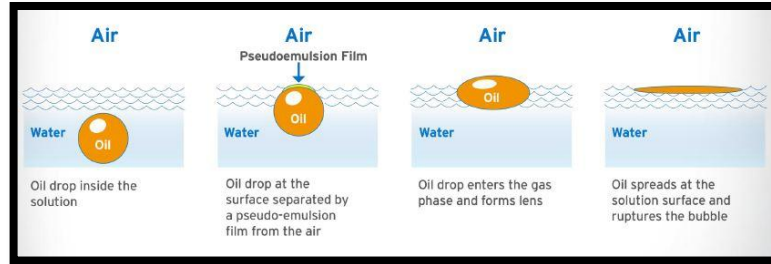 Air
Water
Oil
Oil drop inside the
solution
Air
Pseudoemulsion Film
Water
Oil
Oil drop at the
surface separated by
a pseudo-emulsion
film from the air
Air
Oil
Water
Oil drop enters the gas
phase and forms lens
Air
Water
Oil spreads at the
solution surface and
ruptures the bubble